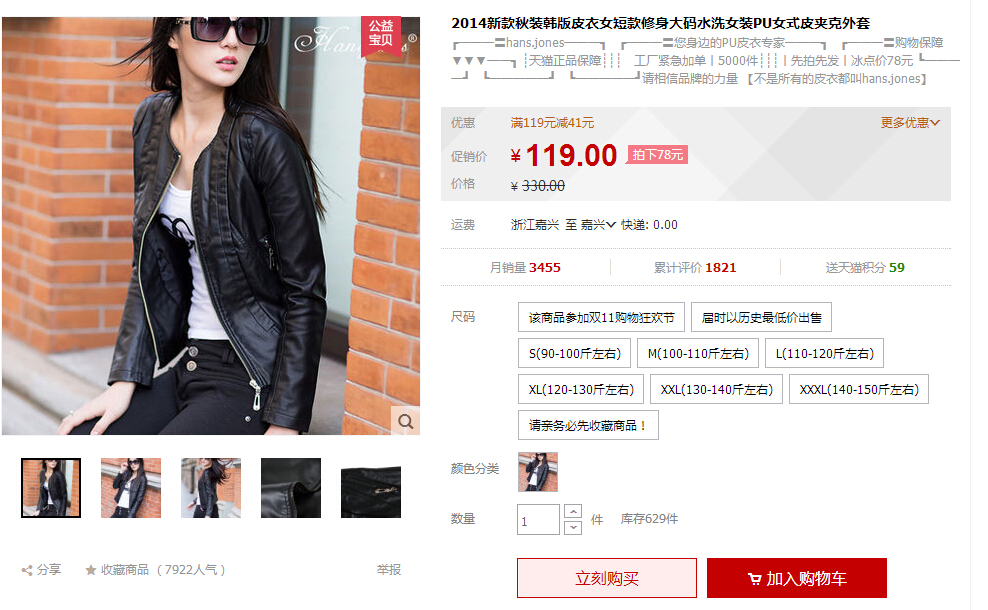 公益
宝贝
2014新款秋装韩版皮衣女短款修身大码水洗女装PU女式皮夹克外套
┏───〓hans.jones───┓ ┏───〓您身边的PU皮衣专家───┓ ┏───〓购物保障
▼▼▼──┓┊天猫正品保障┊┊┊ 工厂紧急加单丨5000件┊┊┊丨先拍先发丨冰点价78元┗───
─┛ ┗─────┛ ┗─────┛请相信品牌的力量 【不是所有的皮衣都叫hans.jones】
优惠 满119元减41元 更多优惠
促销价 ¥ 119.00 拍下78元
价格 ¥ 330.00
运费 浙江嘉兴 至 嘉兴 快递: 0.00
月销量 3455 累计评价 1821 送天猫积分 59
尺码 该商品参加双11购物狂欢节 届时以历史最低价出售
S(90-100斤左右) M(100-110斤左右) L(110-120斤左右)
XL(120-130斤左右) XXL(130-140斤左右) XXXL(140-150斤左右)
请亲务必先收藏商品！
颜色分类
数量 1 件 库存629件
分享 收藏商品（7922人气） 举报
立刻购买 加入购物车